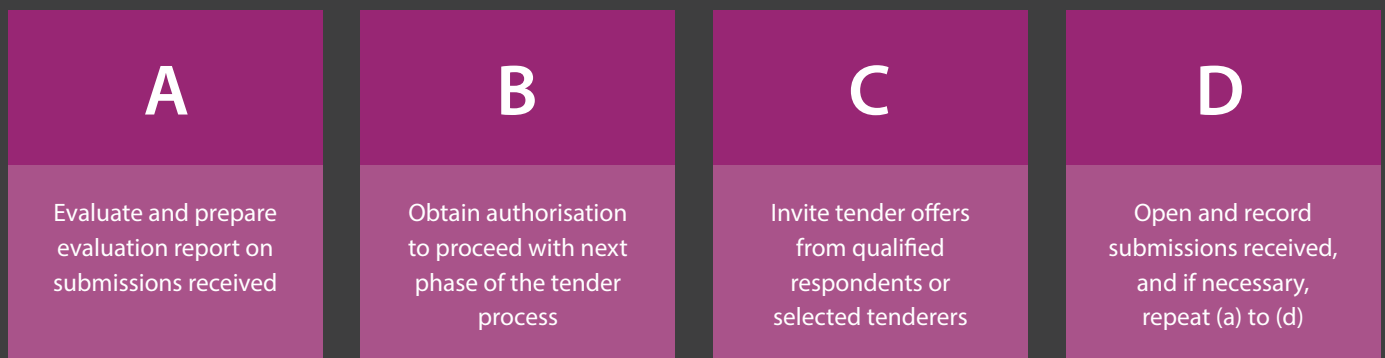 A
Evaluate and prepare
evaluation report on
submissions received
B
Obtain authorisation
to proceed with next
phase of the tender
process
C
Invite tender offers
from qualified
respondents or
selected tenderers
D
Open and record
submissions received,
and if necessary,
repeat (a) to (d)